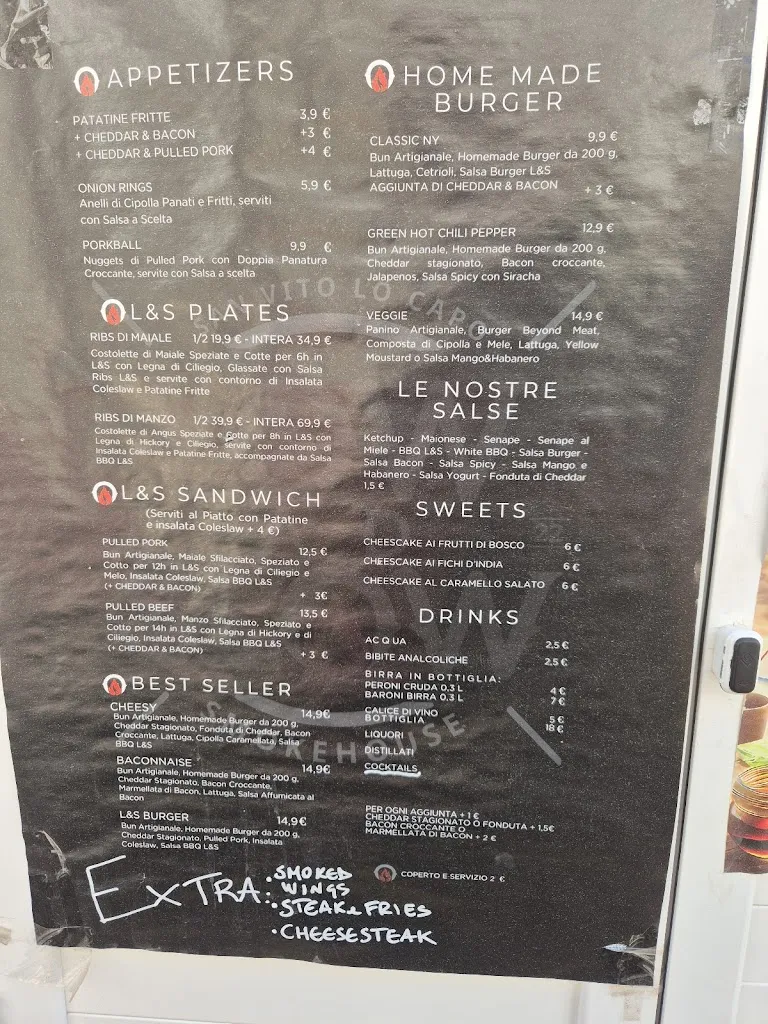 APPETIZERS
PATATINE FRITTE 3,9 €
+ CHEDDAR & BACON +3 €
+ CHEDDAR & PULLED PORK +4 €
ONION RINGS 5,9 €
Anelli di Cipolla Panati e Fritti, serviti
con Salsa a Scelta
PORKBALL 9,9 €
Nuggets di Pulled Pork con Doppia Panatura
Croccante, servite con Salsa a scelta
L&S PLATES
RIBS DI MAIALE 1/2 19,9 € - INTERA 34,9 €
Costolette di Maiale Speziate e Cotte per 6h in
L&S con Legna di Ciliegio, Glassate con Salsa
Ribs L&S e servite con contorno di Insalata
Coleslaw e Patatine Fritte
RIBS DI MANZO 1/2 39,9 € - INTERA 69,9 €
Costolette di Angus Speziate e Cotte per 8h in L&S con
Legna di Hickory e Ciliegio, servite con contorno di
Insalata Coleslaw e Patatine Fritte, accompagnate da Salsa
BBQ L&S
L&S SANDWICH
(Serviti al Piatto con Patatine
e insalata Coleslaw + 4 €)
PULLED PORK 12,5 €
Bun Artigianale, Maiale Sfilacciato, Speziato e
Cotto per 12h in L&S con Legna di Ciliegio e
Melo, Insalata Coleslaw, Salsa BBQ L&S
(+ CHEDDAR & BACON) + 3€
PULLED BEEF 13,5 €
Bun Artigianale, Manzo Sfilacciato, Speziato e
Cotto per 14h in L&S con Legna di Hickory e di
Ciliegio, Insalata Coleslaw, Salsa BBQ L&S
(+ CHEDDAR & BACON) + 3 €
BEST SELLER
CHEESY 14,9€
Bun Artigianale, Homemade Burger da 200 g,
Cheddar Stagionato, Fonduta di Cheddar, Bacon
Croccante, Lattuga, Cipolla Caramellata, Salsa
BBQ L&S
BACONNAISE 14,9€
Bun Artigianale, Homemade Burger da 200 g,
Cheddar Stagionato, Bacon Croccante,
Marmellata di Bacon, Lattuga, Salsa Affumicata al
Bacon
L&S BURGER 14,9€
Bun Artigianale, Homemade Burger da 200 g,
Cheddar Stagionato, Pulled Pork, Insalata
Coleslaw, Salsa BBQ L&S
HOME MADE
BURGER
CLASSIC NY 9,9 €
Bun Artigianale, Homemade Burger da 200 g,
Lattuga, Cetrioli, Salsa Burger L&S
AGGIUNTA DI CHEDDAR & BACON + 3 €
GREEN HOT CHILI PEPPER 12,9 €
Bun Artigianale, Homemade Burger da 200 g,
Cheddar stagionato, Bacon croccante,
Jalapenos, Salsa Spicy con Siracha
VEGGIE 14,9 €
Panino Artigianale, Burger Beyond Meat,
Composta di Cipolla e Mele, Lattuga, Yellow
Moustard o Salsa Mango&Habanero
LE NOSTRE
SALSE
Ketchup - Maionese - Senape - Senape al
Miele - BBQ L&S - White BBQ - Salsa Burger -
Salsa Bacon - Salsa Spicy - Salsa Mango e
Habanero - Salsa Yogurt - Fonduta di Cheddar
1,5 €
SWEETS
CHEESCAKE AI FRUTTI DI BOSCO 6 €
CHEESCAKE AI FICHI D'INDIA 6 €
CHEESCAKE AL CARAMELLO SALATO 6 €
DRINKS
ACQUA 2,5 €
BIBITE ANALCOLICHE 2,5 €
BIRRA IN BOTTIGLIA:
PERONI CRUDA 0.3 L 4 €
BARONI BIRRA 0.3 L 7 €
CALICE DI VINO 5 €
BOTTIGLIA 18 €
LIQUORI
DISTILLATI
COCKTAILS
PER OGNI AGGIUNTA + 1 €
CHEDDAR STAGIONATO O FONDUTA + 1,5€
BACON CROCCANTE O
MARMELLATA DI BACON + 2 €
COPERTO E SERVIZIO 2 €
EXTRA:
• SMOKED
WINGS
• STEAK & FRIES
• CHEESESTEAK
SAN VITO LO CAPO